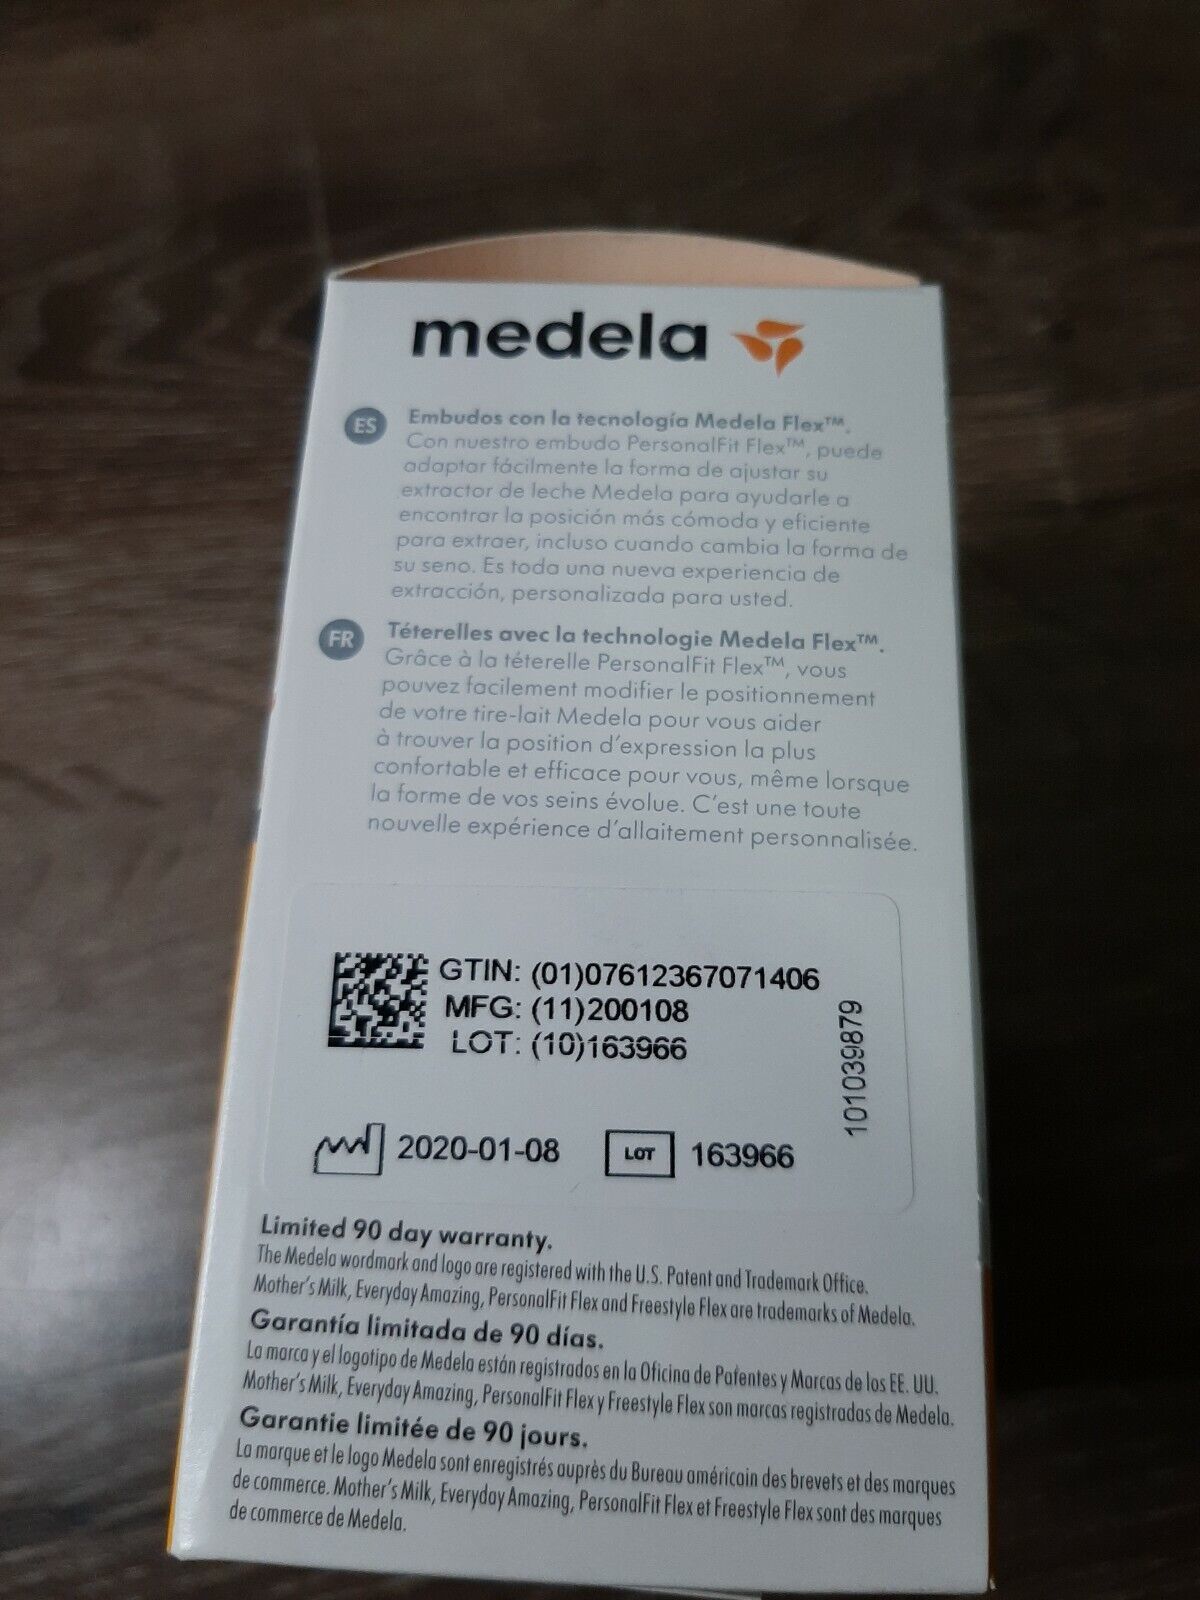 medela
ES
Embudos con la tecnología Medela Flex™.
Con nuestro embudo PersonalFit Flex™, puede
adaptar fácilmente la forma de ajustar su
extractor de leche Medela para ayudarle a
encontrar la posición más cómoda y eficiente
para extraer, incluso cuando cambia la forma de
su seno. Es toda una nueva experiencia de
extracción, personalizada para usted.
FR
Téterelles avec la technologie Medela Flex™.
Grâce à la téterelle PersonalFit Flex™, vous
pouvez facilement modifier le positionnement
de votre tire-lait Medela pour vous aider
à trouver la position d'expression la plus
confortable et efficace pour vous, même lorsque
la forme de vos seins évolue. C'est une toute
nouvelle expérience d'allaitement personnalisée.
GTIN: (01)07612367071406
MFG: (11)200108
LOT: (10)163966
101039879
2020-01-08
LOT 163966
Limited 90 day warranty.
The Medela wordmark and logo are registered with the U.S. Patent and Trademark Office.
Mother's Milk, Everyday Amazing, PersonalFit Flex and Freestyle Flex are trademarks of Medela.
Garantía limitada de 90 días.
La marca y el logotipo de Medela están registrados en la Oficina de Patentes y Marcas de los EE. UU.
Mother's Milk, Everyday Amazing, PersonalFit Flex y Freestyle Flex son marcas registradas de Medela.
Garantie limitée de 90 jours.
La marque et le logo Medela sont enregistrés auprès du Bureau américain des brevets et des marques
de commerce. Mother's Milk, Everyday Amazing, PersonalFit Flex et Freestyle Flex sont des marques
de commerce de Medela.